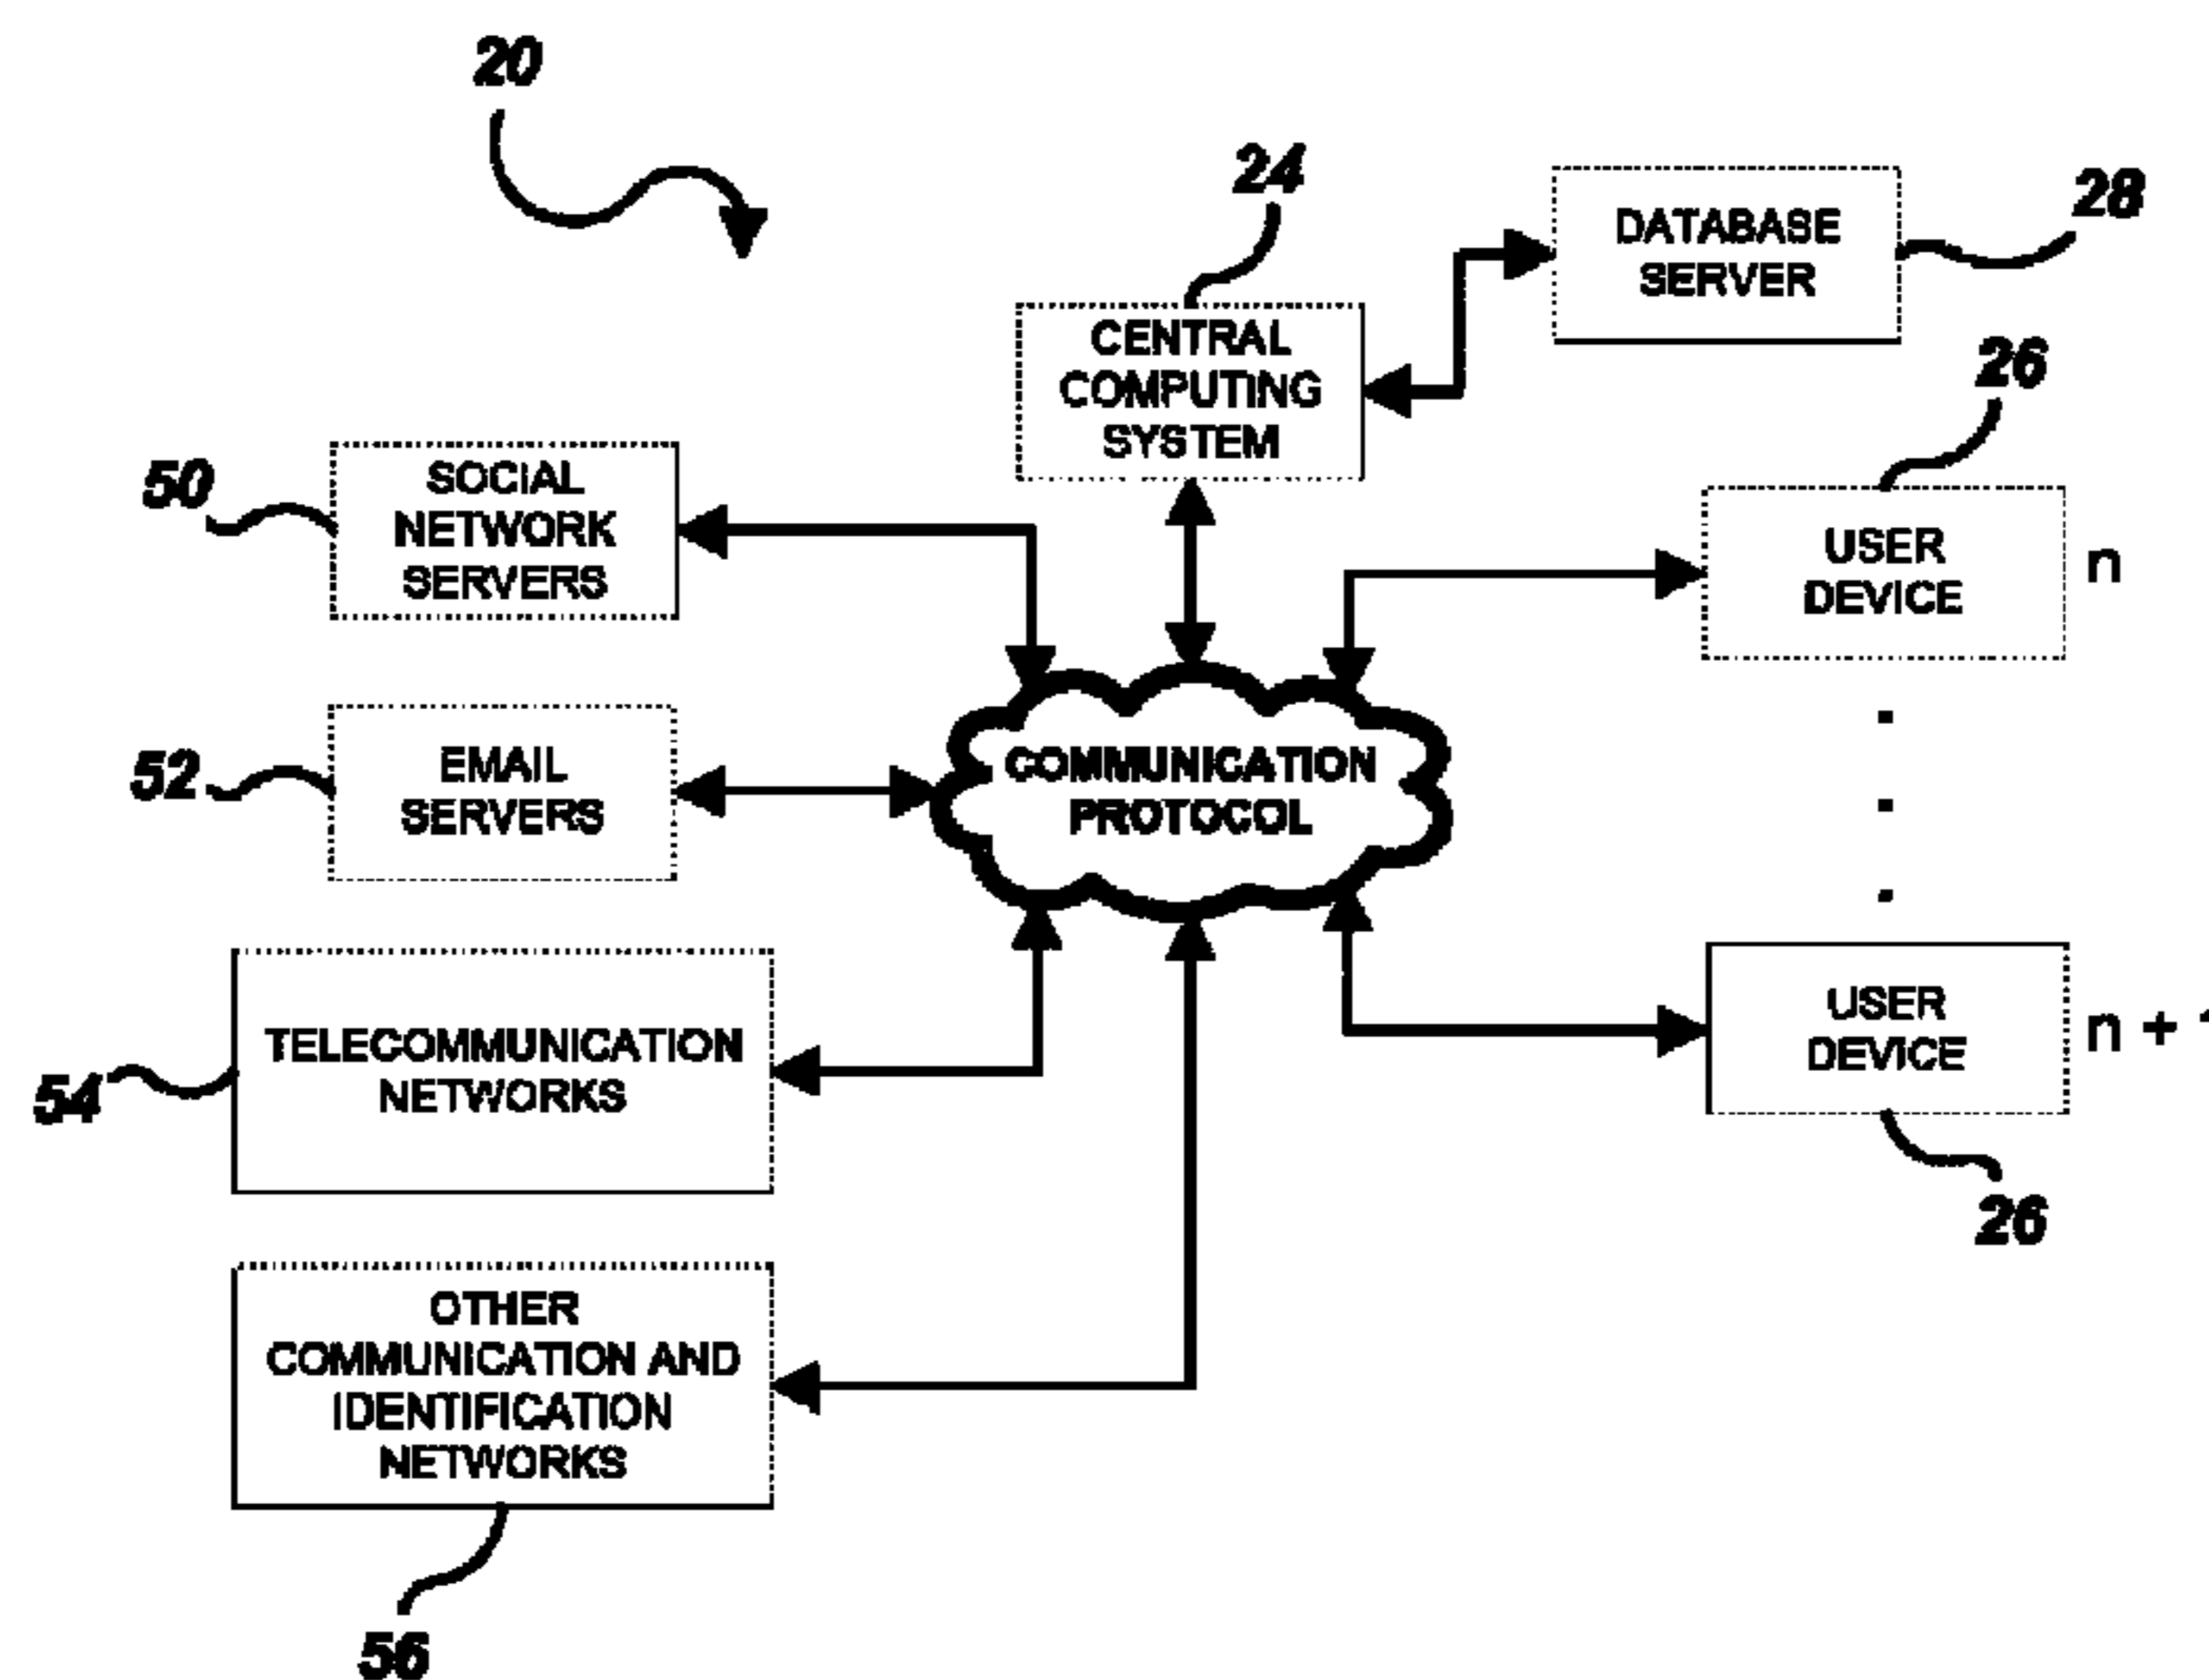 20
24
DATABASE
SERVER
28
CENTRAL
COMPUTING
SYSTEM
26
50
SOCIAL
NETWORK
SERVERS
USER
DEVICE
n
52
EMAIL
SERVERS
COMMUNICATION
PROTOCOL
54
TELECOMMUNICATION
NETWORKS
USER
DEVICE
n + 1
26
OTHER
COMMUNICATION AND
IDENTIFICATION
NETWORKS
56